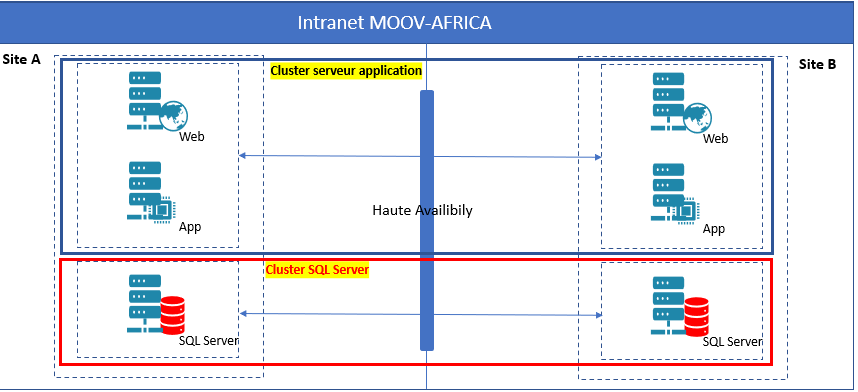 Intranet MOOV-AFRICA
Site A
Cluster serveur application
Site B
Web
Web
Haute Availibily
App
App
Cluster SQL Server
SQL Server
SQL Server